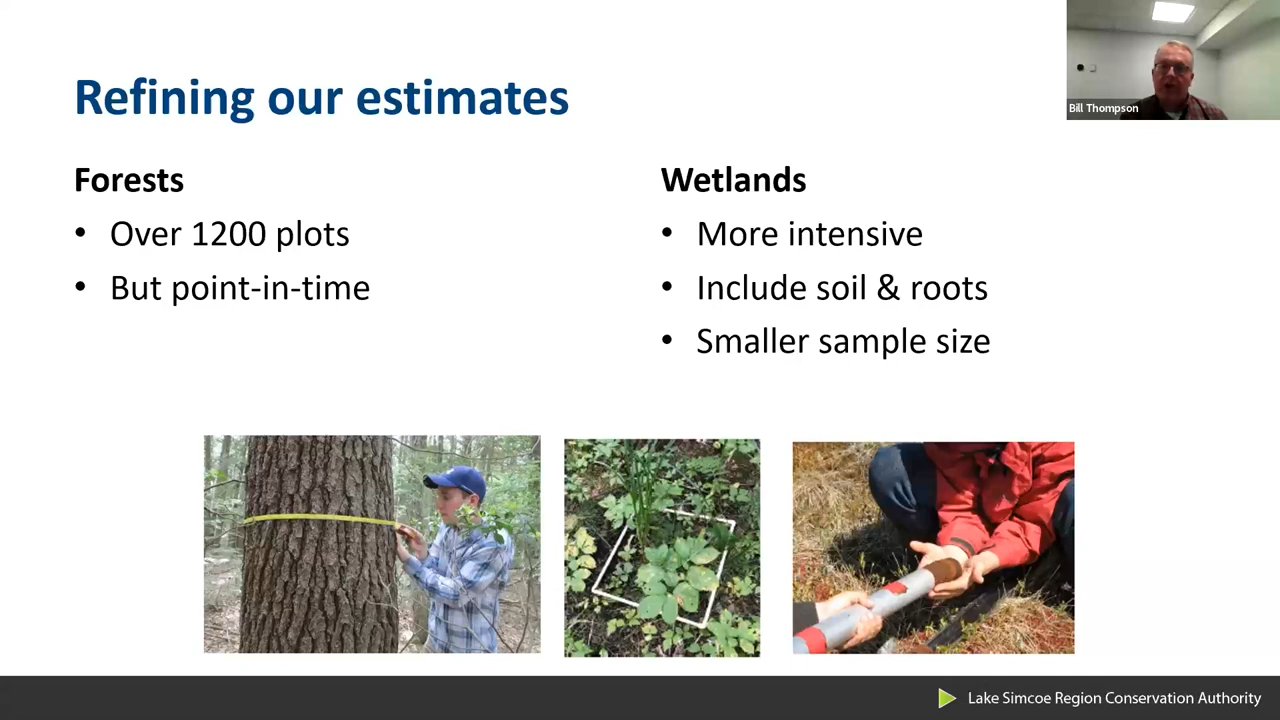 Refining our estimates
Bill Thompson
Forests
• Over 1200 plots
• But point-in-time
Wetlands
• More intensive
• Include soil & roots
• Smaller sample size
Lake Simcoe Region Conservation Authority